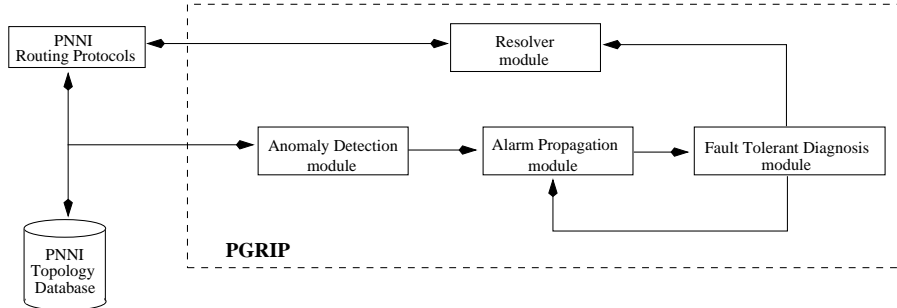 PNNI
Routing Protocols
Resolver
module
Anomaly Detection
module
Alarm Propagation
module
Fault Tolerant Diagnosis
module
PGRIP
PNNI
Topology
Database